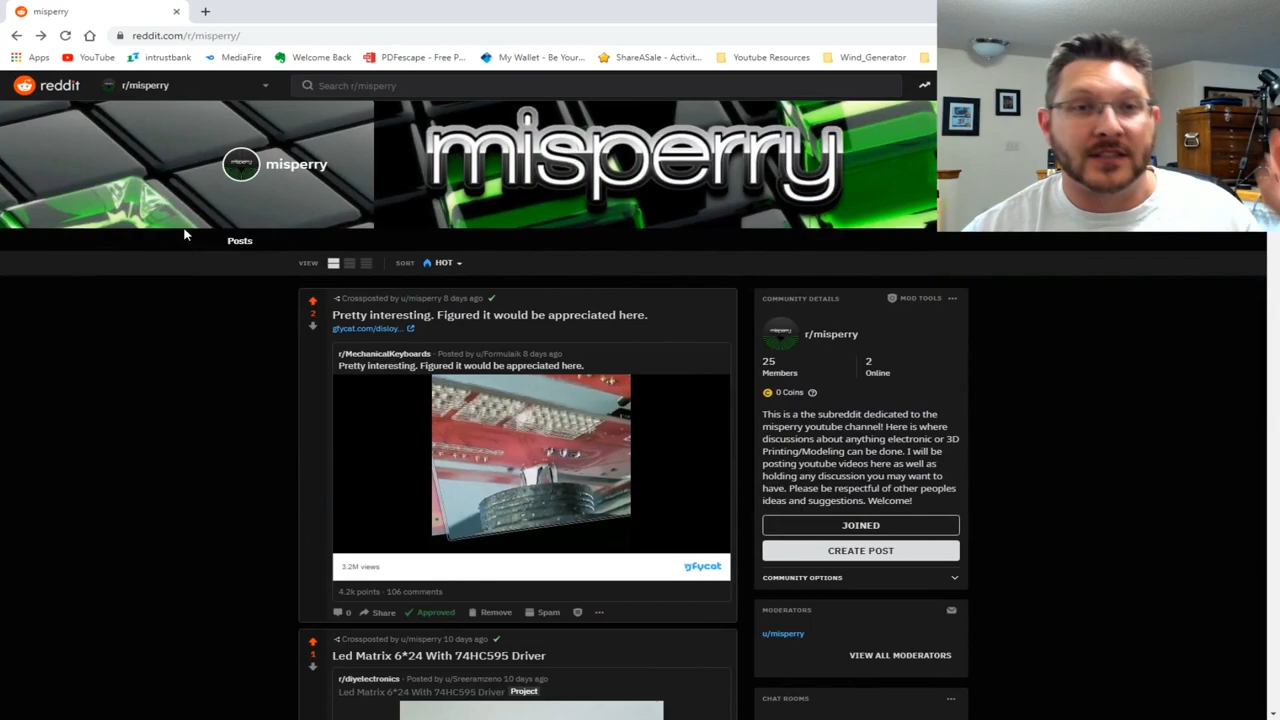 misperry
reddit.com/r/misperry/
Apps YouTube intrustbank MediaFire Welcome Back PDFescape - Free P... My Wallet - Be Your... ShareASale - Activit... Youtube Resources Wind_Generator
reddit r/misperry Search r/misperry
misperry
misperry
Posts
VIEW SORT HOT
Crossposted by u/misperry 8 days ago
2
Pretty interesting. Figured it would be appreciated here.
gfycat.com/disloy...
r/MechanicalKeyboards · Posted by u/Formulaik 8 days ago
Pretty interesting. Figured it would be appreciated here.
3.2M views gfycat
4.2k points · 106 comments
0 Share Approved Remove Spam
Crossposted by u/misperry 10 days ago
1
Led Matrix 6*24 With 74HC595 Driver
r/diyelectronics · Posted by u/Sreeramzeno 10 days ago
Led Matrix 6*24 With 74HC595 Driver Project
COMMUNITY DETAILS MOD TOOLS
r/misperry
25 2
Members Online
0 Coins
This is a the subreddit dedicated to the
misperry youtube channel! Here is where
discussions about anything electronic or 3D
Printing/Modeling can be done. I will be
posting youtube videos here as well as
holding any discussion you may want to
have. Please be respectful of other peoples
ideas and suggestions. Welcome!
JOINED
CREATE POST
COMMUNITY OPTIONS
MODERATORS
u/misperry
VIEW ALL MODERATORS
CHAT ROOMS